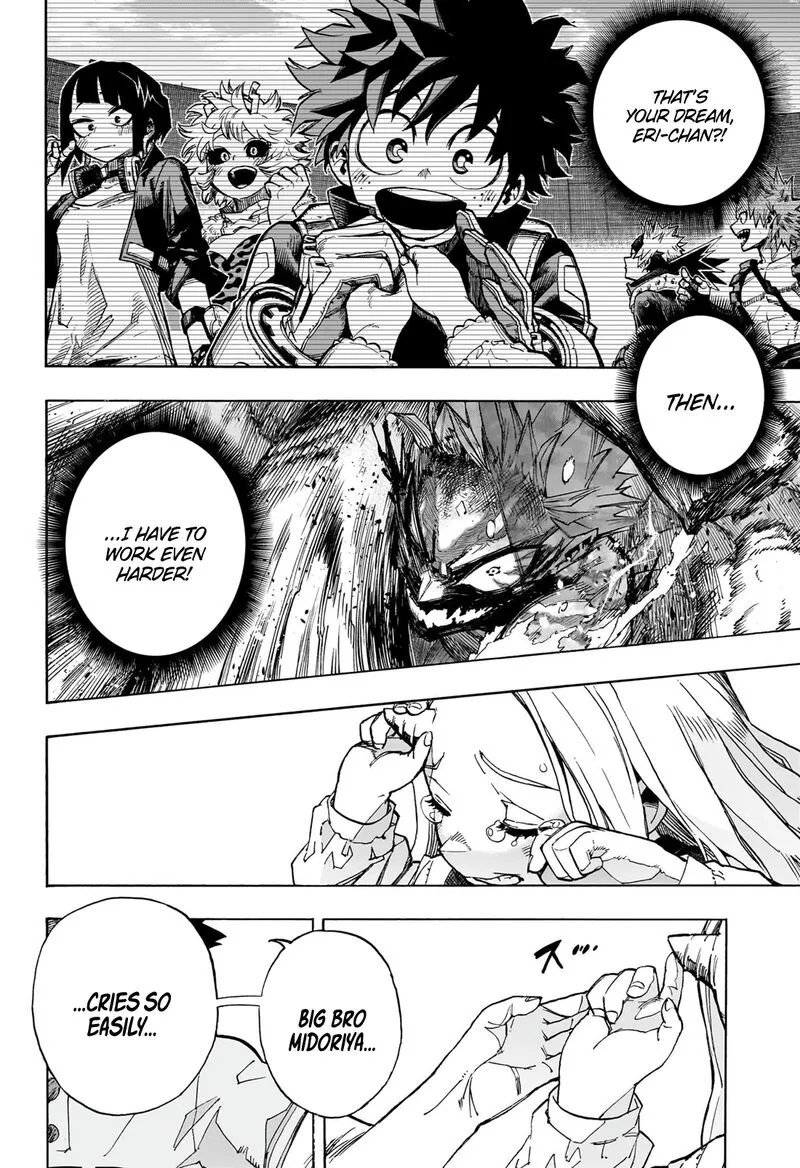 THAT'S
YOUR DREAM,
ERI-CHAN?!
THEN...
...I HAVE TO
WORK EVEN
HARDER!
ス...
BIG BRO
MIDORIYA...
...CRIES SO
EASILY...